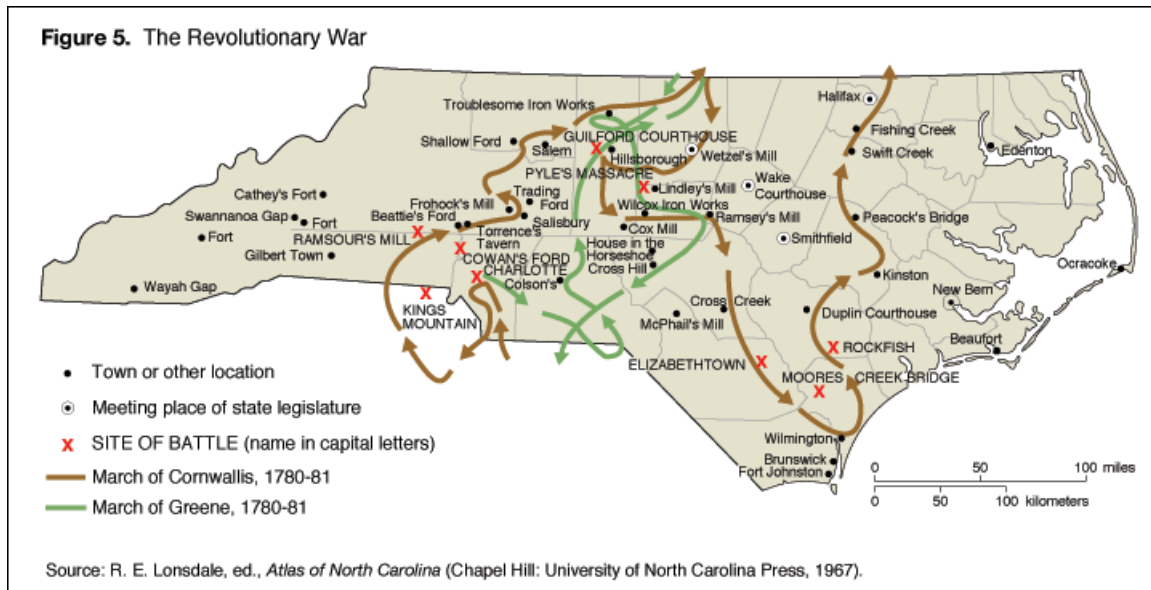 Figure 5. The Revolutionary War
Troublesome Iron Works
Halifax
Shallow Ford
Salem
GUILFORD COURTHOUSE
Hillsborough
Wetzel's Mill
Fishing Creek
Swift Creek
Edenton
PYLE'S MASSACRE
Lindley's Mill
Wake
Courthouse
Cathey's Fort
Trading
Ford
Frohock's Mill
Wilcox Iron Works
Swannanoa Gap
Fort
Beattie's Ford
Salisbury
Ramsey's Mill
Peacock's Bridge
Fort
RAMSOUR'S MILL
Torrence's
Tavern
Cox Mill
Smithfield
Gilbert Town
COWAN'S FORD
House in the
Horseshoe
CHARLOTTE
Cross Hill
Ocracoke
Wayah Gap
Colson's
Kinston
New Bern
KINGS
MOUNTAIN
Cross Creek
McPhail's Mill
Duplin Courthouse
Beaufort
ROCKFISH
ELIZABETHTOWN
MOORES CREEK BRIDGE
Wilmington
Brunswick
Fort Johnston
Town or other location
Meeting place of state legislature
X SITE OF BATTLE (name in capital letters)
March of Cornwallis, 1780-81
March of Greene, 1780-81
0 50 100 miles
0 50 100 kilometers
Source: R. E. Lonsdale, ed., Atlas of North Carolina (Chapel Hill: University of North Carolina Press, 1967).